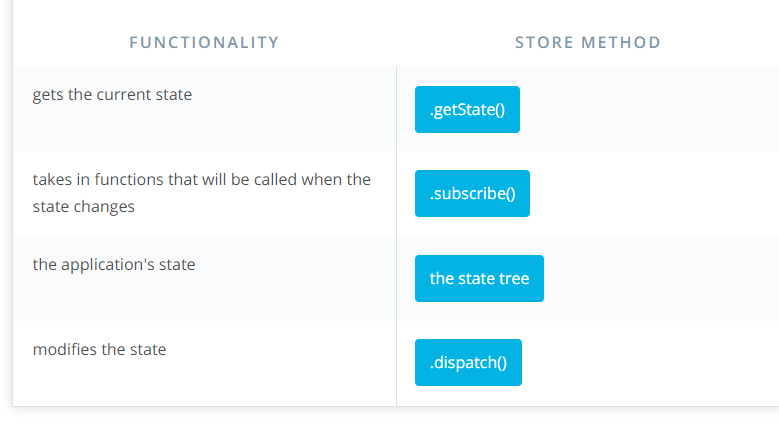 FUNCTIONALITY STORE METHOD
gets the current state .getState()
takes in functions that will be called when the
state changes .subscribe()
the application's state the state tree
modifies the state .dispatch()